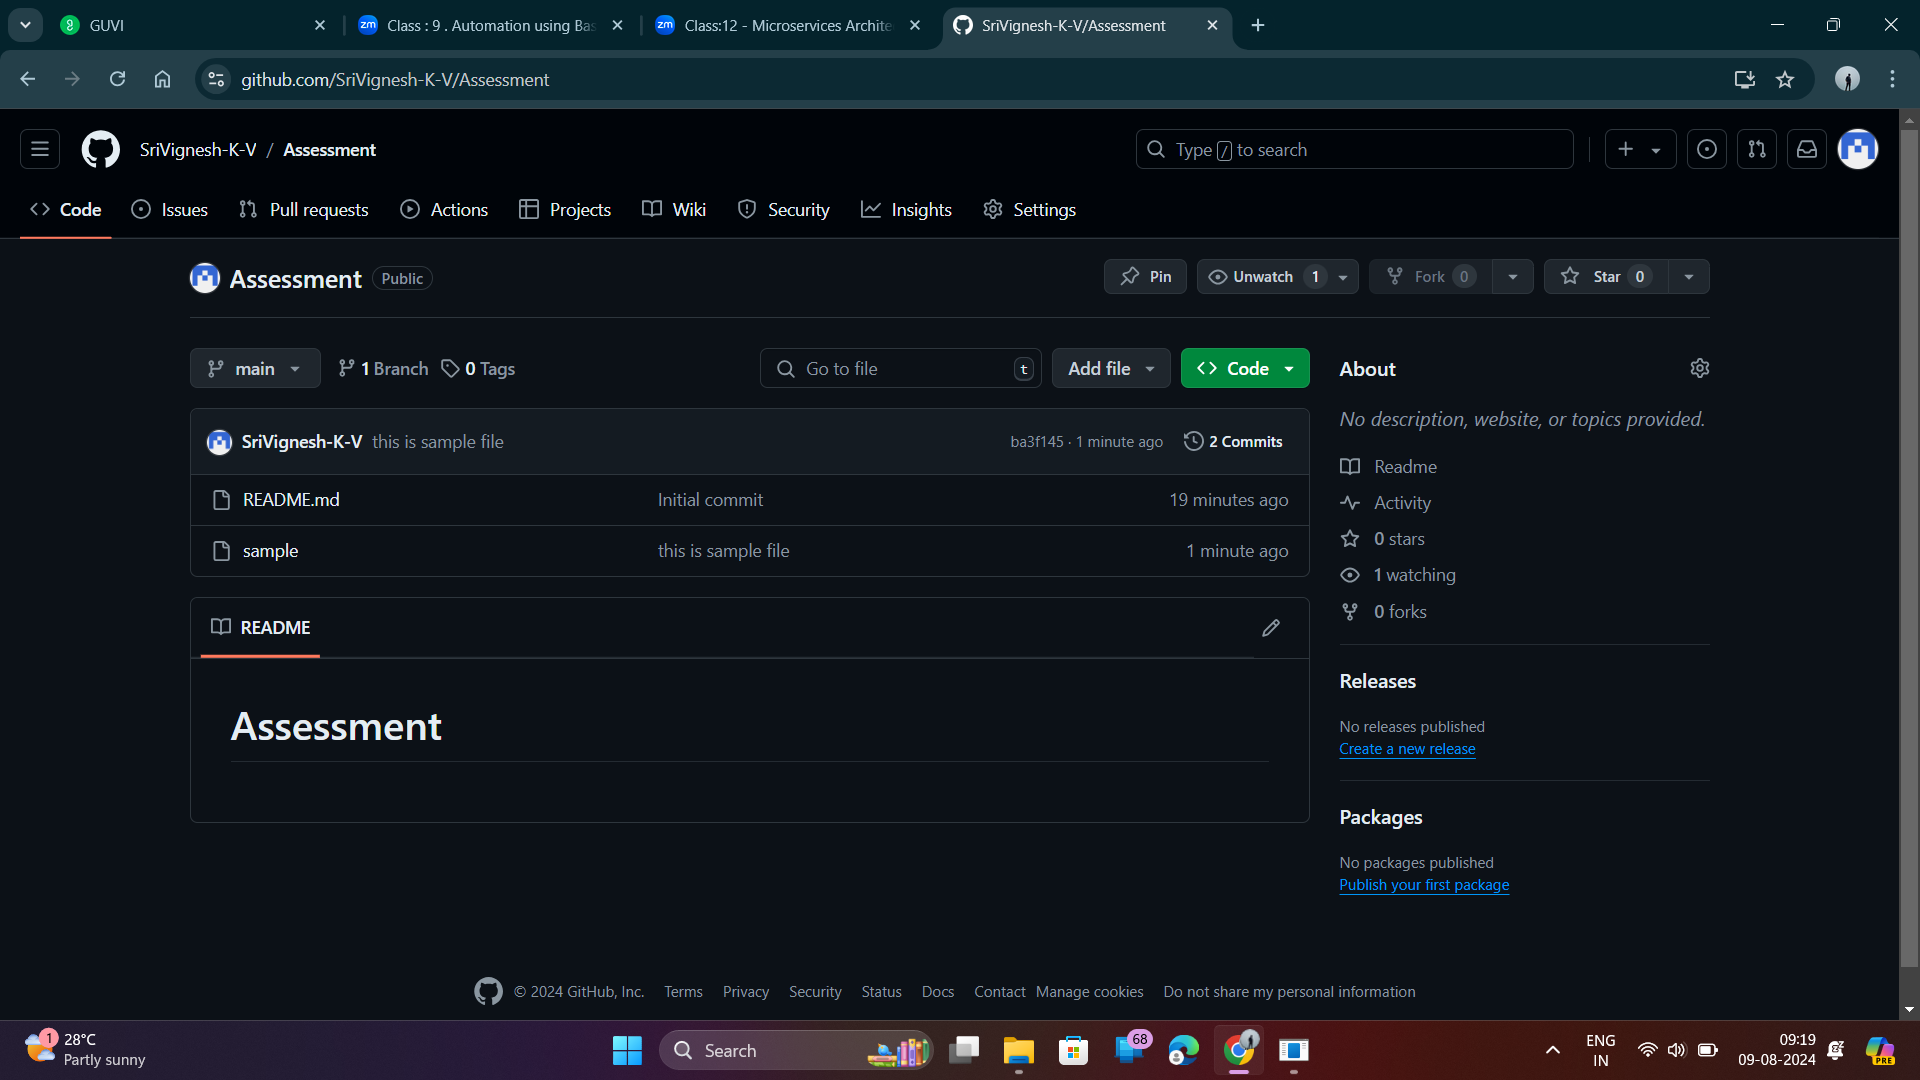 GUVI
Class : 9 . Automation using Bas
Class:12 - Microservices Archite
SriVignesh-K-V/Assessment
github.com/SriVignesh-K-V/Assessment
SriVignesh-K-V / Assessment
Type / to search
Code Issues Pull requests Actions Projects Wiki Security Insights Settings
Assessment Public
Pin Unwatch 1 Fork 0 Star 0
main 1 Branch 0 Tags Go to file t Add file Code
SriVignesh-K-V this is sample file ba3f145 · 1 minute ago 2 Commits
README.md Initial commit 19 minutes ago
sample this is sample file 1 minute ago
README
Assessment
About
No description, website, or topics provided.
Readme
Activity
0 stars
1 watching
0 forks
Releases
No releases published
Create a new release
Packages
No packages published
Publish your first package
© 2024 GitHub, Inc. Terms Privacy Security Status Docs Contact Manage cookies Do not share my personal information
1 28°C
Partly sunny
Search
68
ENG
IN
09:19
09-08-2024
PRE